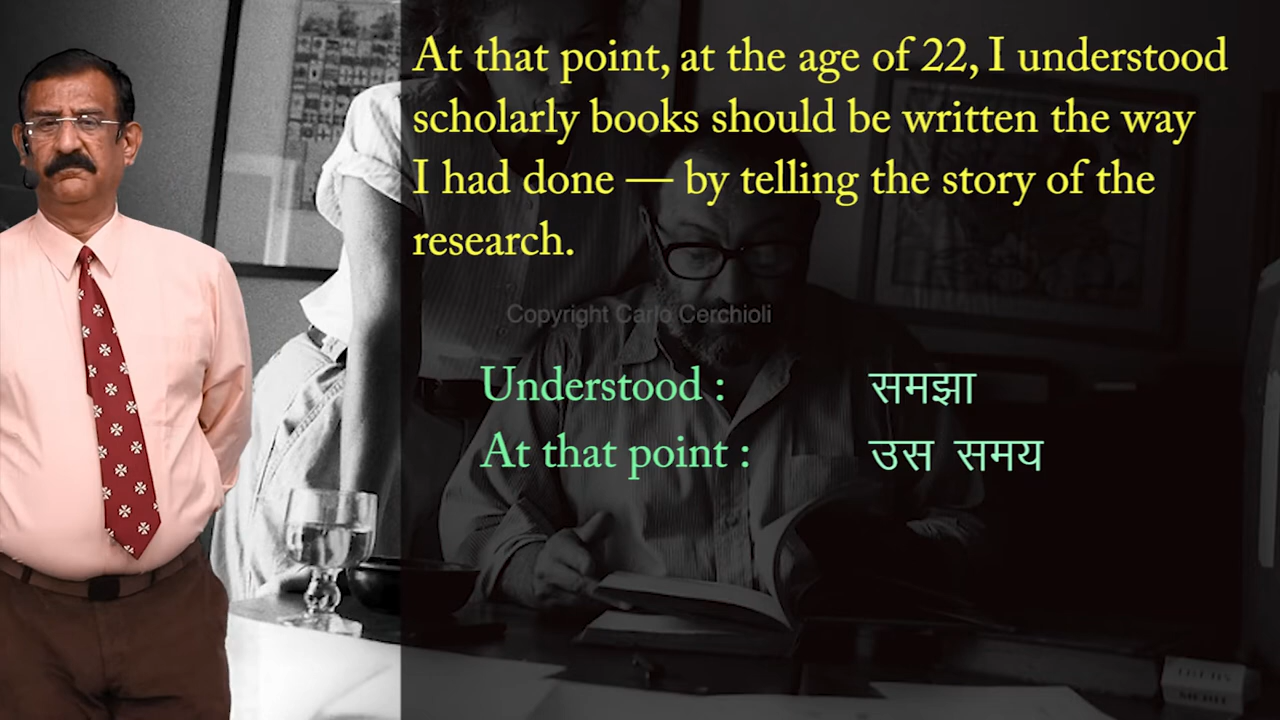 At that point, at the age of 22, I understood
scholarly books should be written the way
I had done — by telling the story of the
research.
Copyright Carlo Cerchioli
Understood : समझा
At that point : उस समय